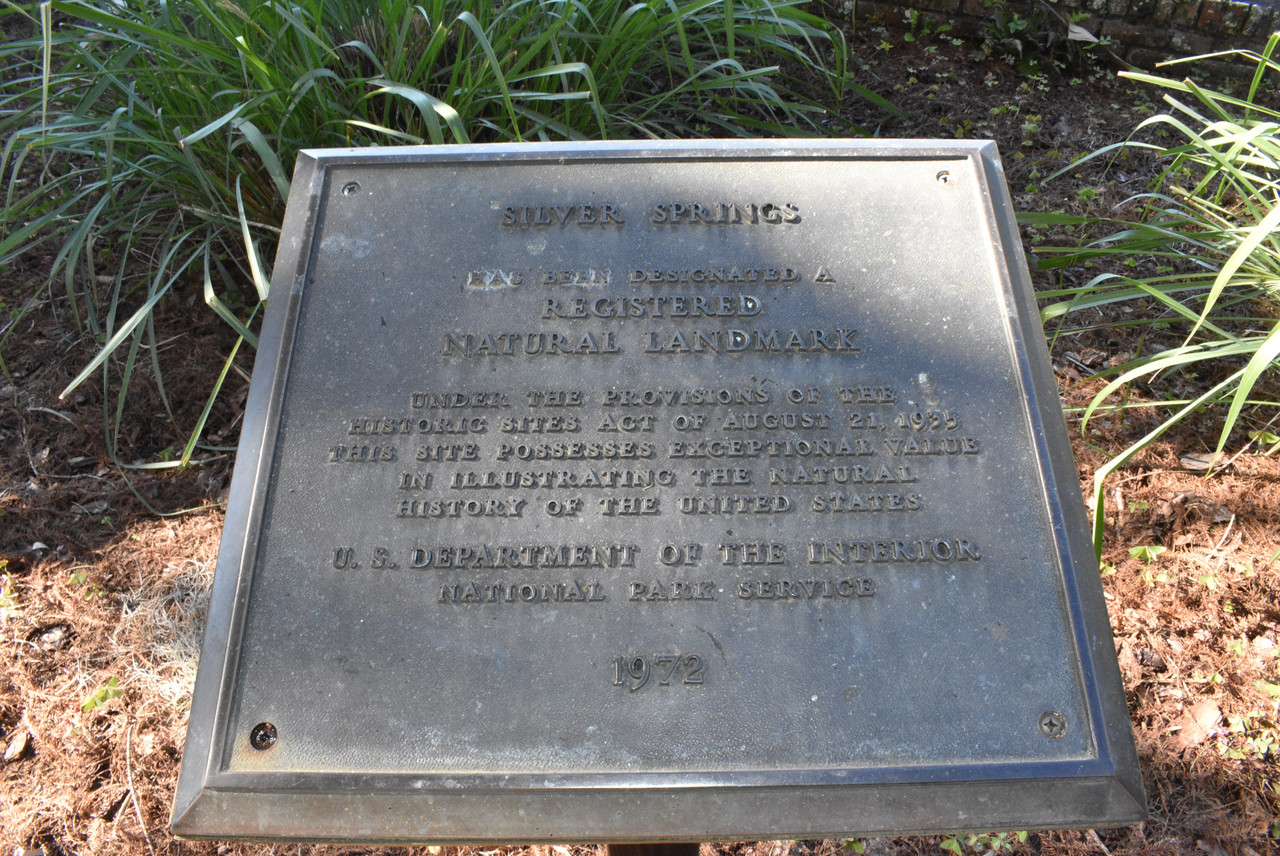 SILVER SPRINGS
HAS BEEN DESIGNATED A
REGISTERED
NATURAL LANDMARK
UNDER THE PROVISIONS OF THE
HISTORIC SITES ACT OF AUGUST 21, 1935
THIS SITE POSSESSES EXCEPTIONAL VALUE
IN ILLUSTRATING THE NATURAL
HISTORY OF THE UNITED STATES
U. S. DEPARTMENT OF THE INTERIOR
NATIONAL PARK SERVICE
1972